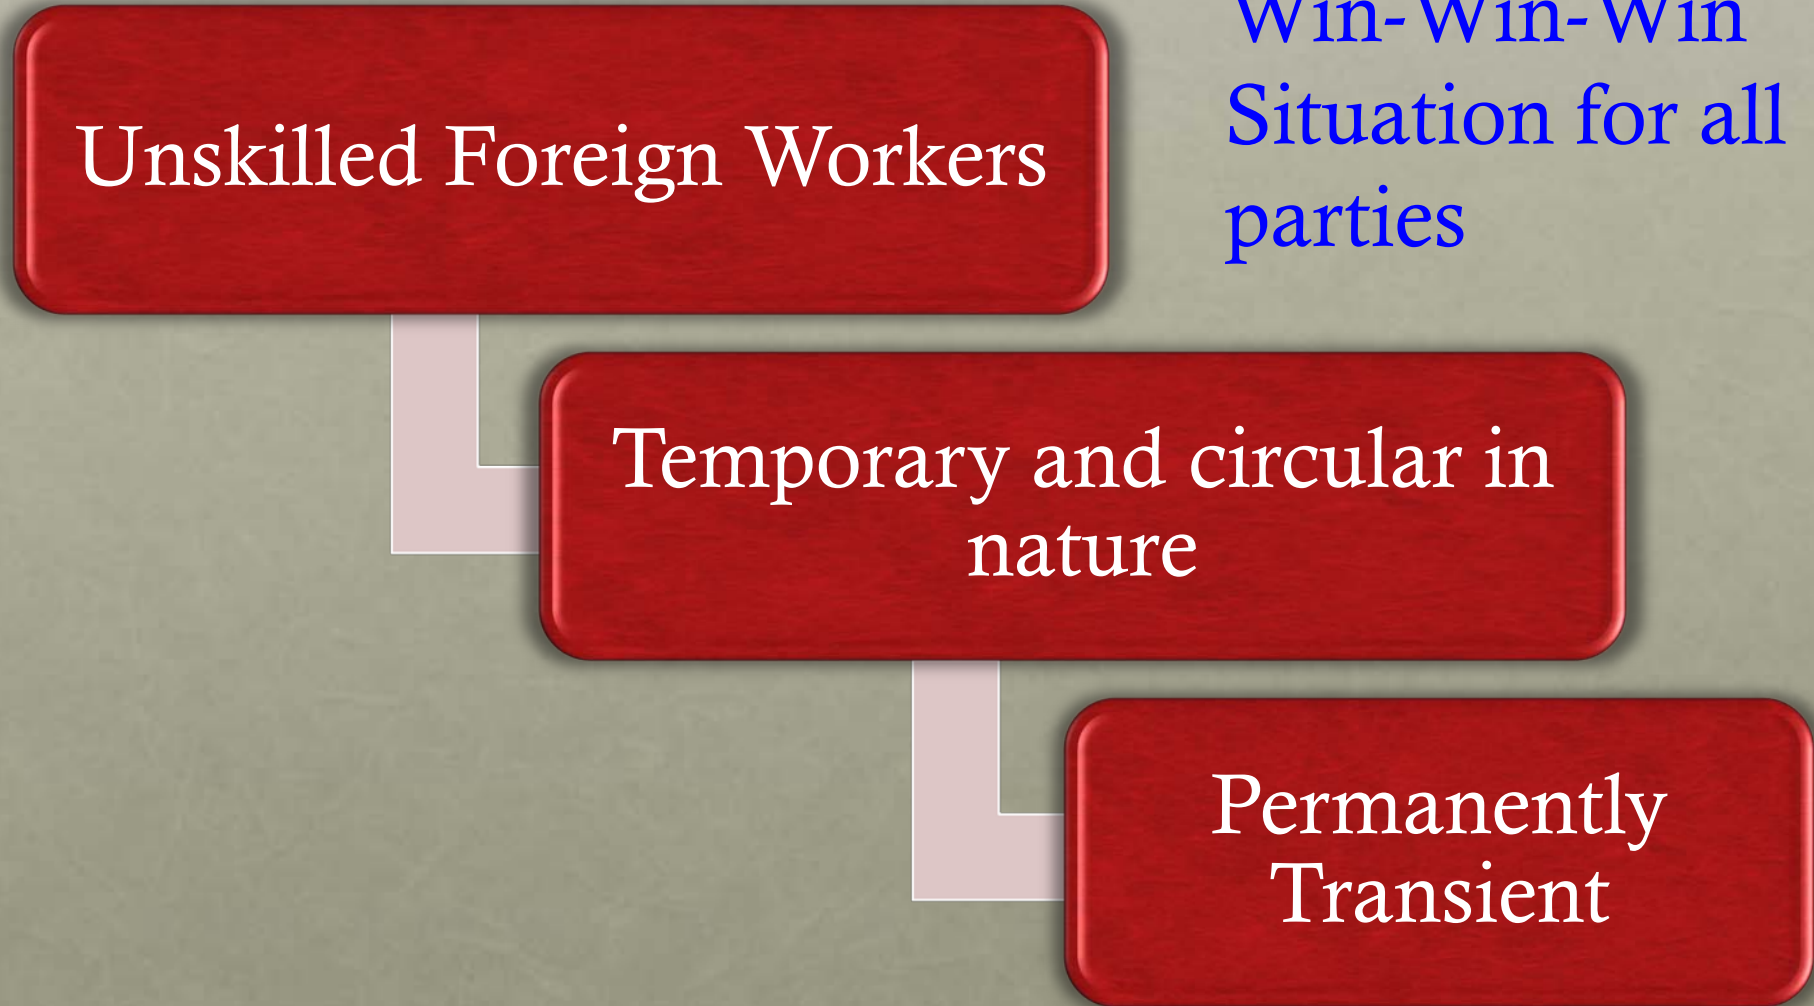 Unskilled Foreign Workers
Win-Win-Win
Situation for all
parties
Temporary and circular in
nature
Permanently
Transient